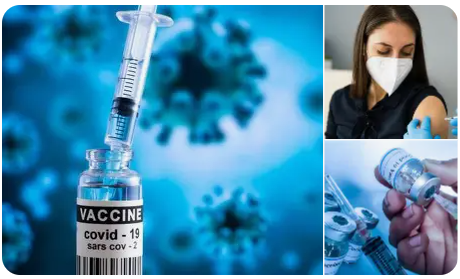 VACCINE
covid - 19
sars cov - 2